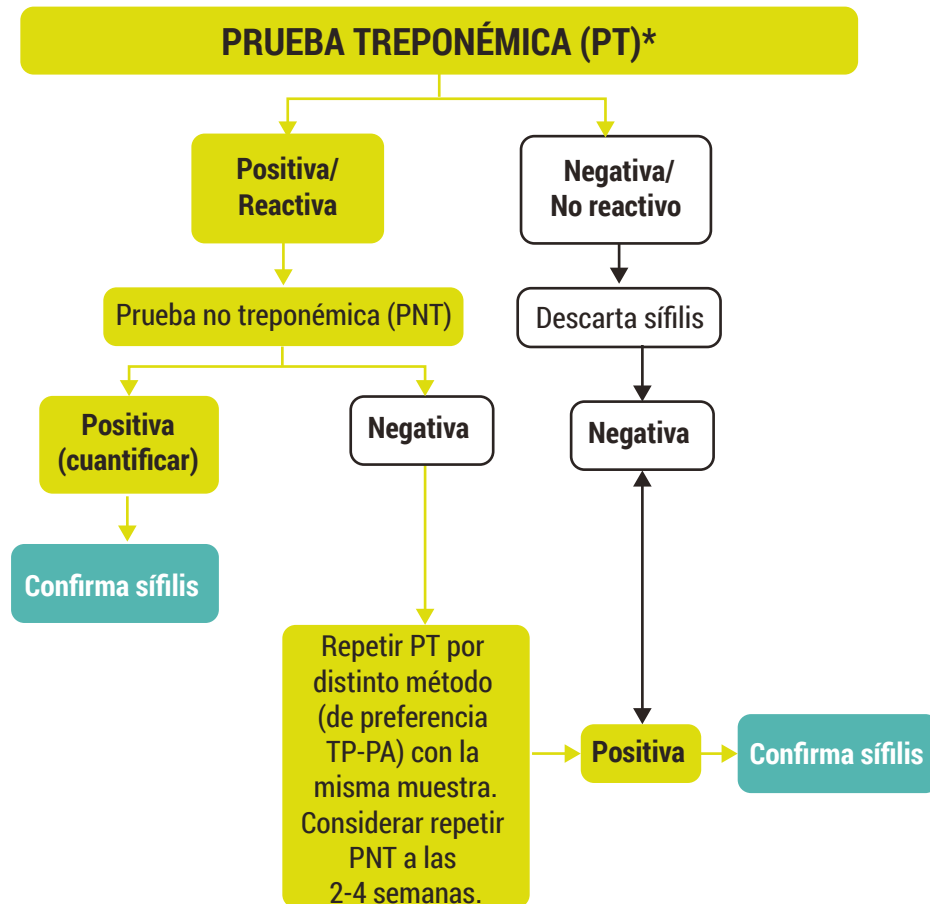 PRUEBA TREPONÉMICA (PT)*
Positiva/
Reactiva
Negativa/
No reactivo
Prueba no treponémica (PNT)
Descarta sífilis
Positiva
(cuantificar)
Negativa
Negativa
Confirma sífilis
Repetir PT por
distinto método
(de preferencia
TP-PA) con la
misma muestra.
Considerar repetir
PNT a las
2-4 semanas.
Positiva
Confirma sífilis